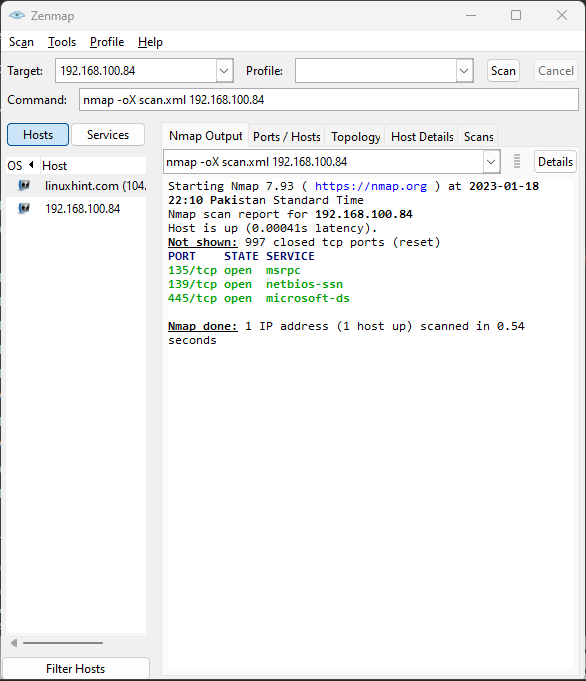 Zenmap
Scan Tools Profile Help
Target: 192.168.100.84 Profile: Scan Cancel
Command: nmap -oX scan.xml 192.168.100.84
Hosts Services
Nmap Output Ports / Hosts Topology Host Details Scans
OS Host
nmap -oX scan.xml 192.168.100.84 Details
linuxhint.com (104.
192.168.100.84
Starting Nmap 7.93 ( https://nmap.org ) at 2023-01-18
22:10 Pakistan Standard Time
Nmap scan report for 192.168.100.84
Host is up (0.00041s latency).
Not shown: 997 closed tcp ports (reset)
PORT STATE SERVICE
135/tcp open msrpc
139/tcp open netbios-ssn
445/tcp open microsoft-ds
Nmap done: 1 IP address (1 host up) scanned in 0.54
seconds
Filter Hosts